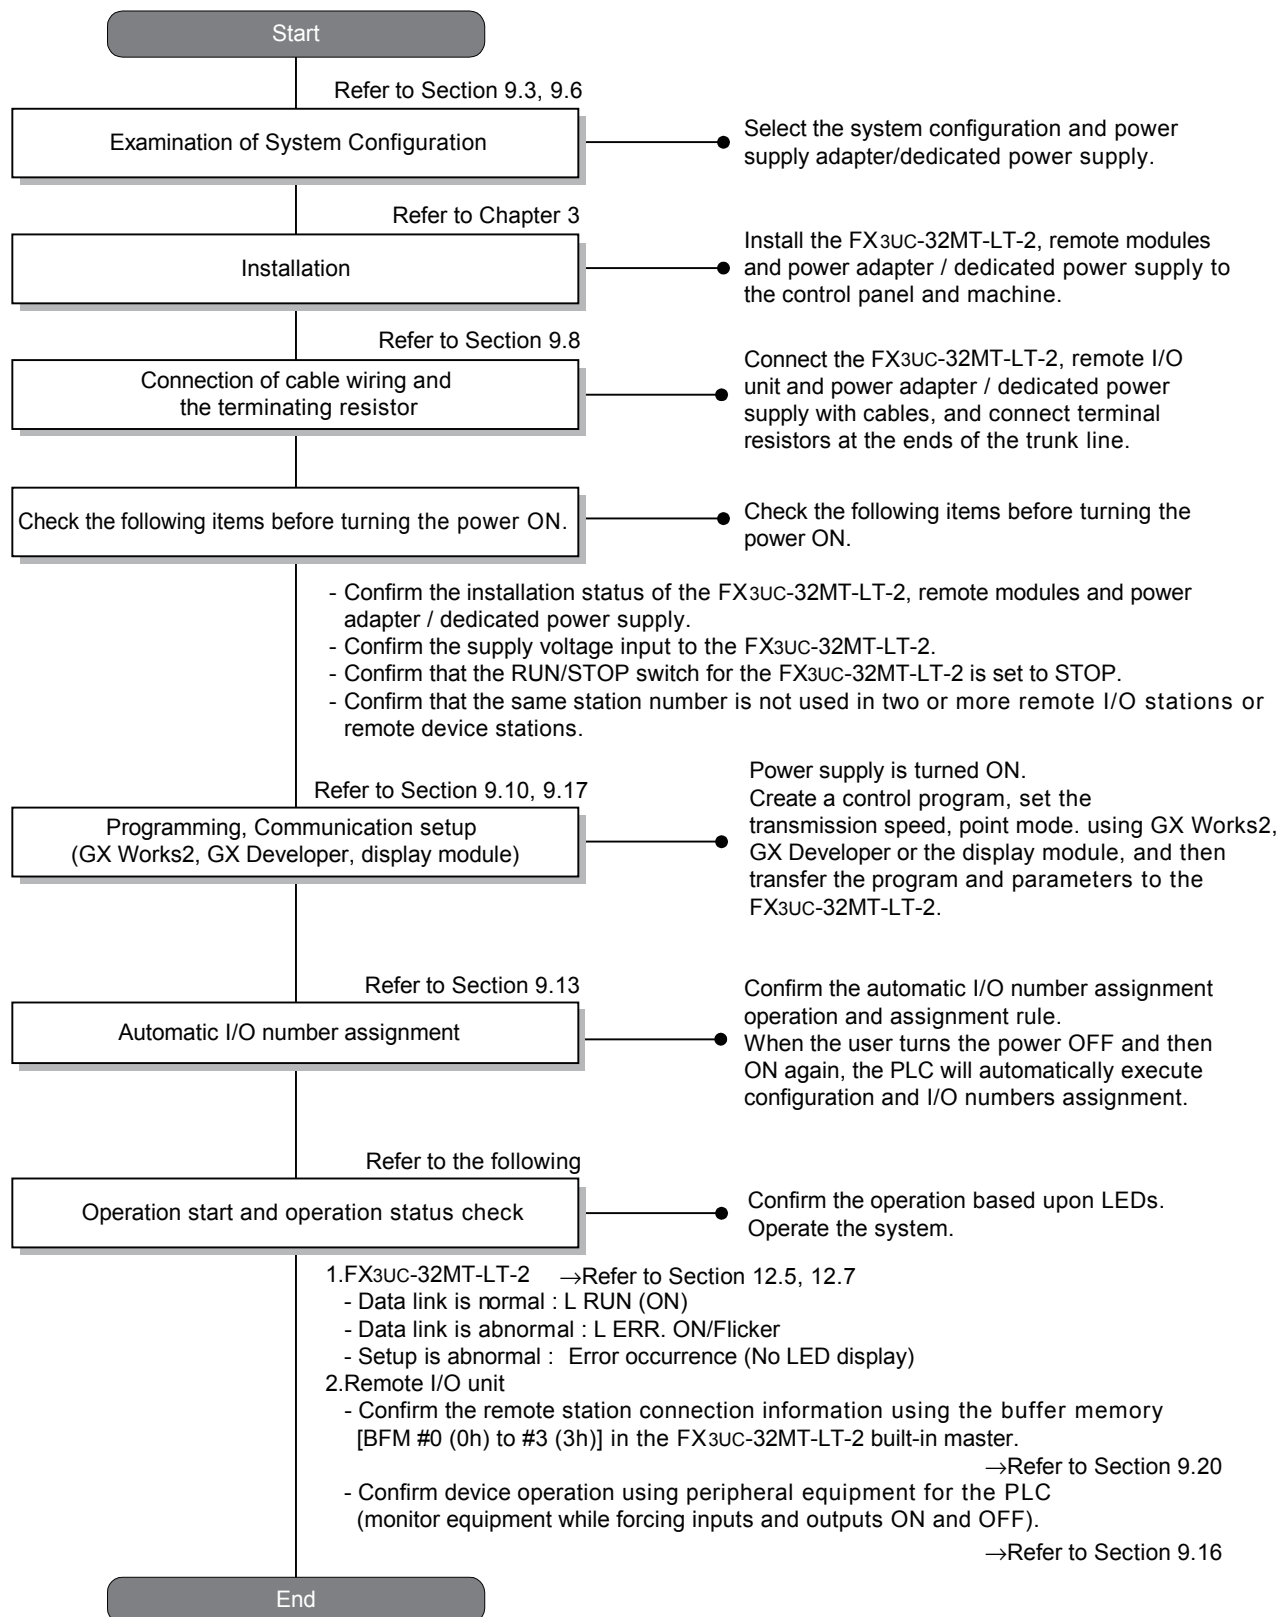 Start
Refer to Section 9.3, 9.6
Examination of System Configuration
Select the system configuration and power
supply adapter/dedicated power supply.
Refer to Chapter 3
Installation
Install the FX3UC-32MT-LT-2, remote modules
and power adapter / dedicated power supply to
the control panel and machine.
Refer to Section 9.8
Connection of cable wiring and
the terminating resistor
Connect the FX3UC-32MT-LT-2, remote I/O
unit and power adapter / dedicated power
supply with cables, and connect terminal
resistors at the ends of the trunk line.
Check the following items before turning the power ON.
Check the following items before turning the
power ON.
- Confirm the installation status of the FX3UC-32MT-LT-2, remote modules and power
adapter / dedicated power supply.
- Confirm the supply voltage input to the FX3UC-32MT-LT-2.
- Confirm that the RUN/STOP switch for the FX3UC-32MT-LT-2 is set to STOP.
- Confirm that the same station number is not used in two or more remote I/O stations or
remote device stations.
Refer to Section 9.10, 9.17
Programming, Communication setup
(GX Works2, GX Developer, display module)
Power supply is turned ON.
Create a control program, set the
transmission speed, point mode. using GX Works2,
GX Developer or the display module, and then
transfer the program and parameters to the
FX3UC-32MT-LT-2.
Refer to Section 9.13
Automatic I/O number assignment
Confirm the automatic I/O number assignment
operation and assignment rule.
When the user turns the power OFF and then
ON again, the PLC will automatically execute
configuration and I/O numbers assignment.
Refer to the following
Operation start and operation status check
Confirm the operation based upon LEDs.
Operate the system.
1.FX3UC-32MT-LT-2 →Refer to Section 12.5, 12.7
- Data link is normal : L RUN (ON)
- Data link is abnormal : L ERR. ON/Flicker
- Setup is abnormal : Error occurrence (No LED display)
2.Remote I/O unit
- Confirm the remote station connection information using the buffer memory
[BFM #0 (0h) to #3 (3h)] in the FX3UC-32MT-LT-2 built-in master.
→Refer to Section 9.20
- Confirm device operation using peripheral equipment for the PLC
(monitor equipment while forcing inputs and outputs ON and OFF).
→Refer to Section 9.16
End